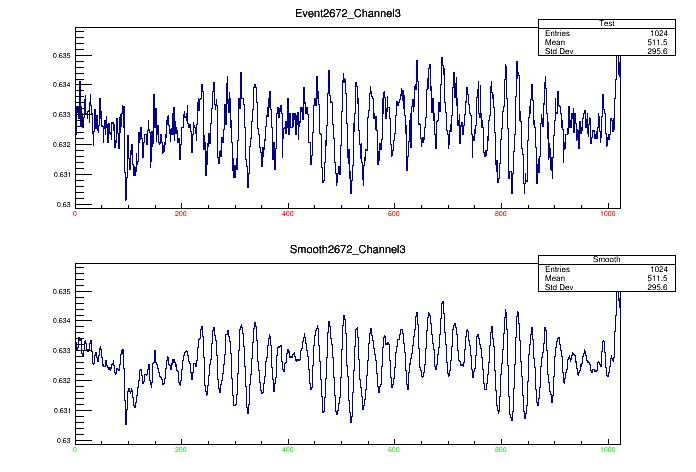 Event2672_Channel3
Test
Entries 1024
Mean 511.5
Std Dev 295.6
0.635
0.634
0.633
0.632
0.631
0.63
0 200 400 600 800 1000
Smooth2672_Channel3
Smooth
Entries 1024
Mean 511.5
Std Dev 295.6
0.635
0.634
0.633
0.632
0.631
0.63
0 200 400 600 800 1000